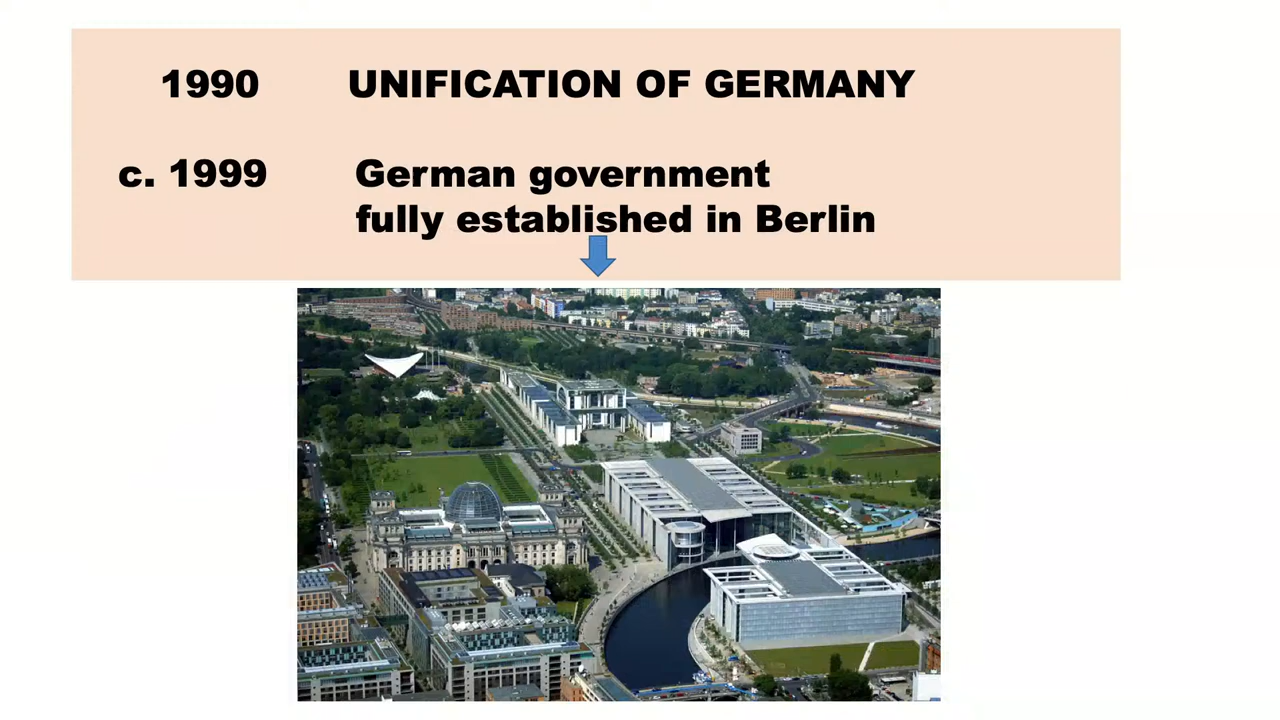 1990 UNIFICATION OF GERMANY
c. 1999 German government
fully established in Berlin